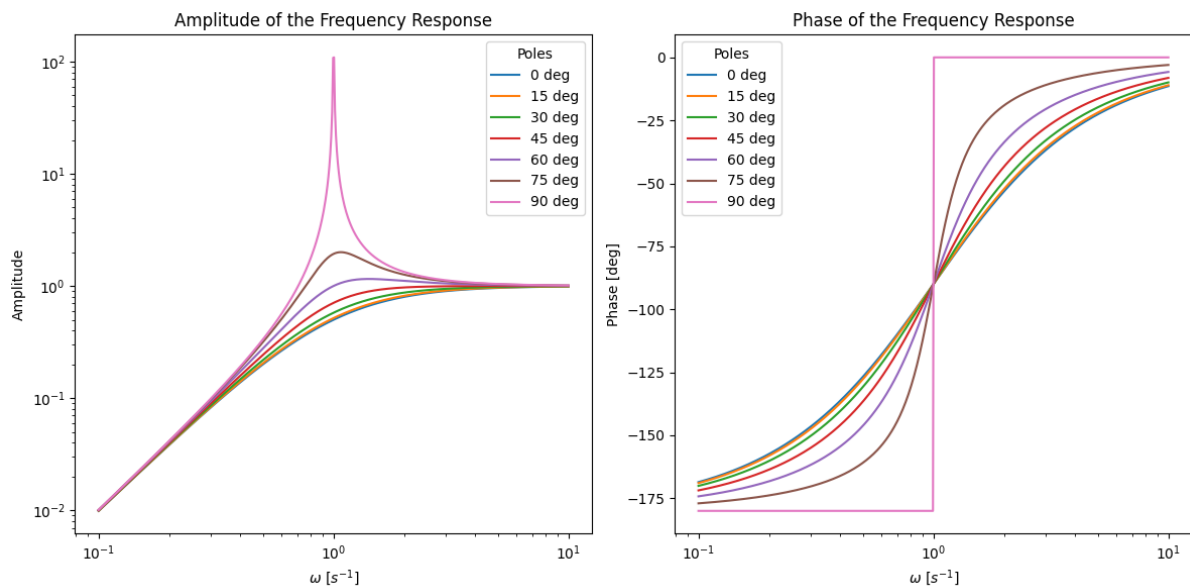 Amplitude of the Frequency Response
10²
10¹
10⁰
10⁻¹
10⁻²
Amplitude
Poles
0 deg
15 deg
30 deg
45 deg
60 deg
75 deg
90 deg
10⁻¹
10⁰
10¹
ω [s⁻¹]
Phase of the Frequency Response
0
−25
−50
−75
−100
−125
−150
−175
Phase [deg]
Poles
0 deg
15 deg
30 deg
45 deg
60 deg
75 deg
90 deg
10⁻¹
10⁰
10¹
ω [s⁻¹]